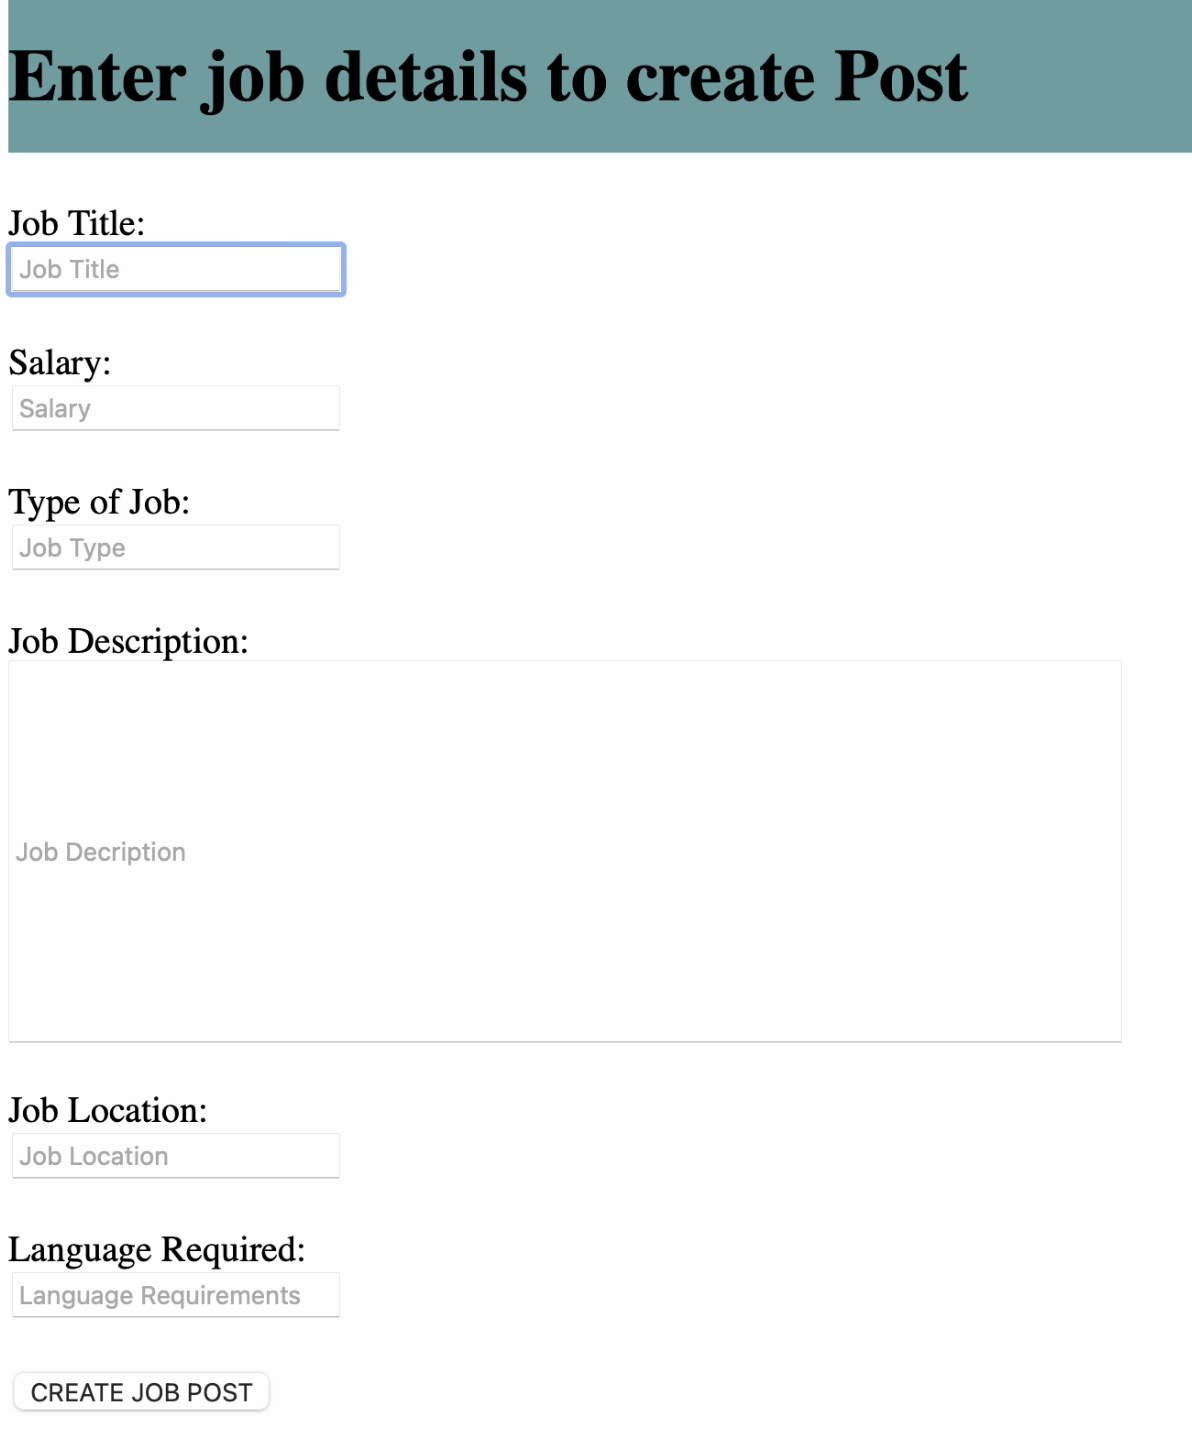 Enter job details to create Post
Job Title:
Job Title
Salary:
Salary
Type of Job:
Job Type
Job Description:
Job Decription
Job Location:
Job Location
Language Required:
Language Requirements
CREATE JOB POST